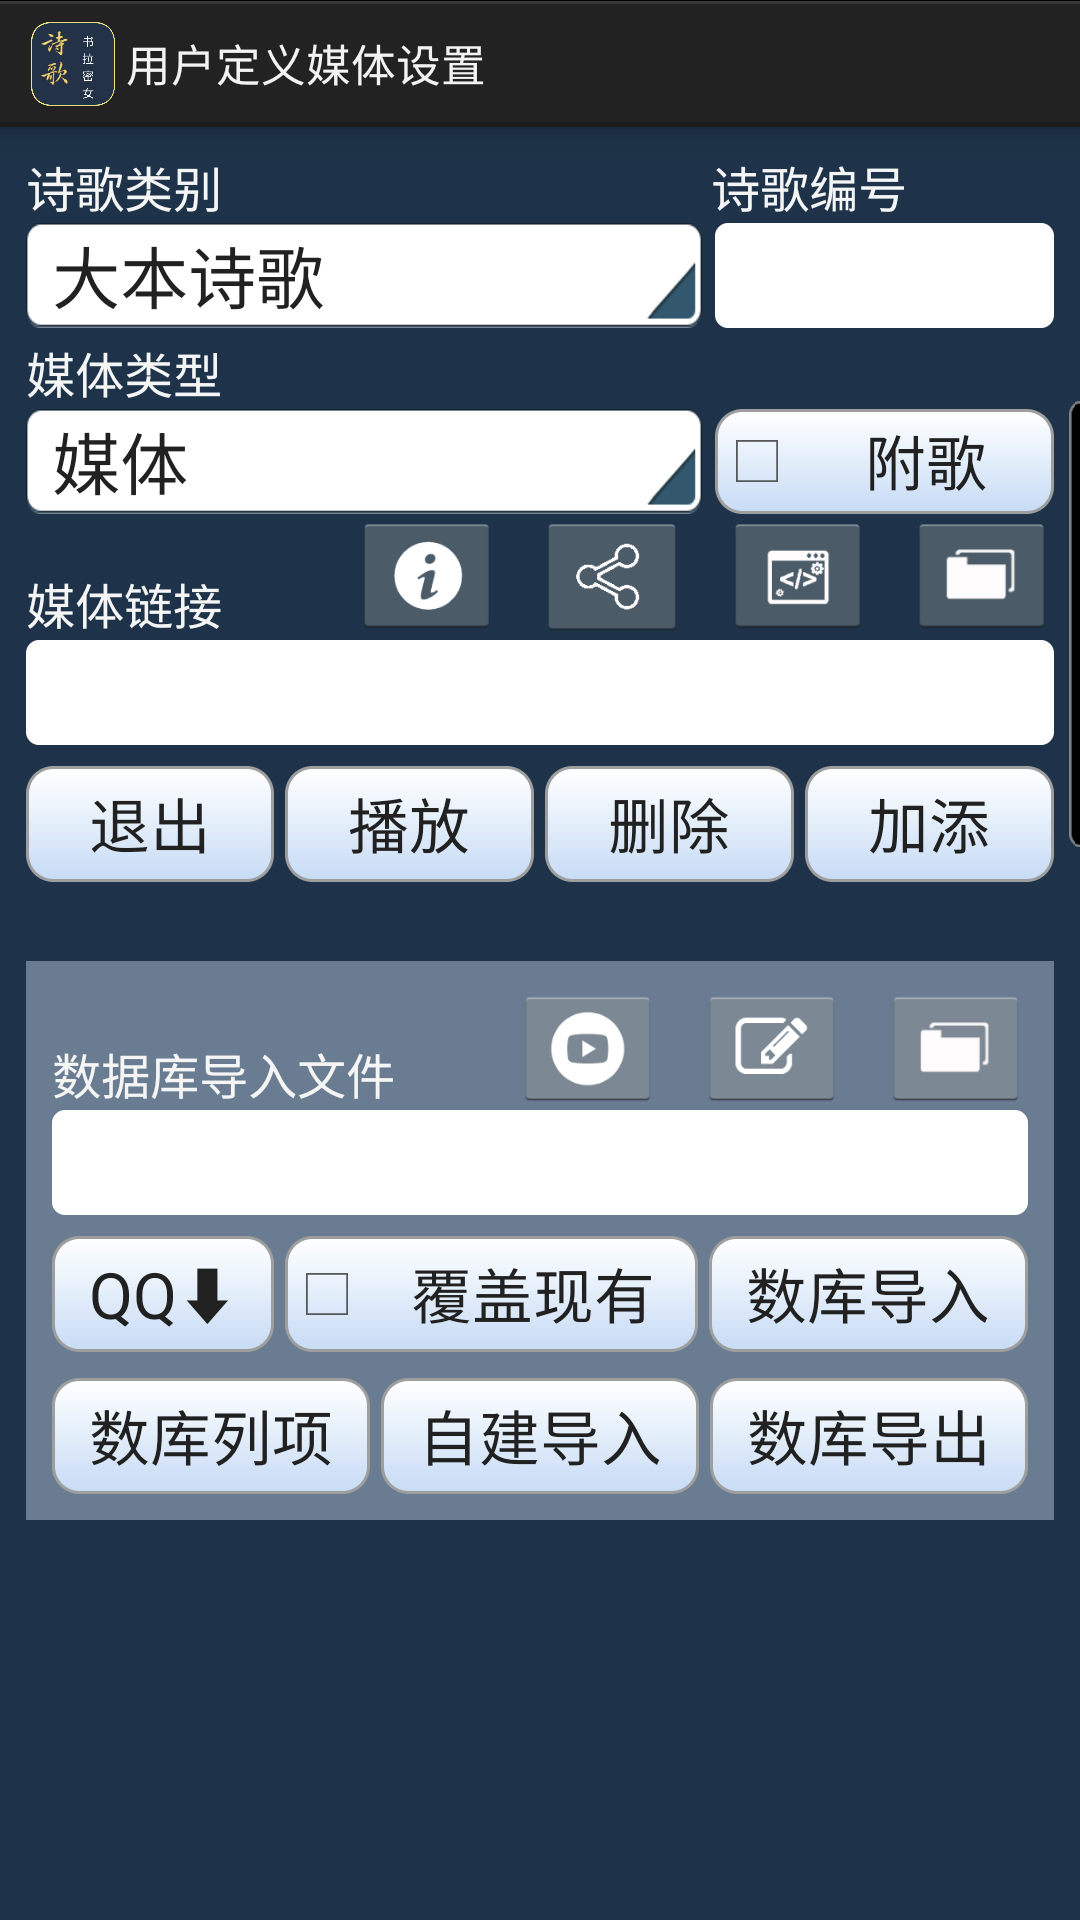 诗歌 书拉密女 用户定义媒体设置
诗歌类别 诗歌编号
大本诗歌
媒体类型
媒体 附歌
媒体链接
退出 播放 删除 加添
数据库导入文件
QQ⬇ 覆盖现有 数库导入
数库列项 自建导入 数库导出